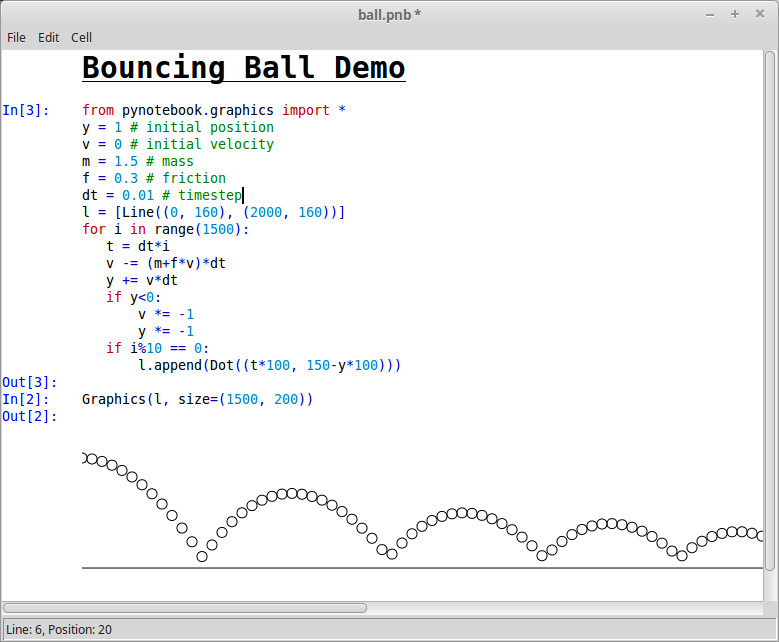 ball.pnb *
File Edit Cell
Bouncing Ball Demo
In[3]: from pynotebook.graphics import *
y = 1 # initial position
v = 0 # initial velocity
m = 1.5 # mass
f = 0.3 # friction
dt = 0.01 # timestep
l = [Line((0, 160), (2000, 160))]
for i in range(1500):
   t = dt*i
   v -= (m+f*v)*dt
   y += v*dt
   if y<0:
       v *= -1
       y *= -1
   if i%10 == 0:
       l.append(Dot((t*100, 150-y*100)))
Out[3]:
In[2]: Graphics(l, size=(1500, 200))
Out[2]:
Line: 6, Position: 20